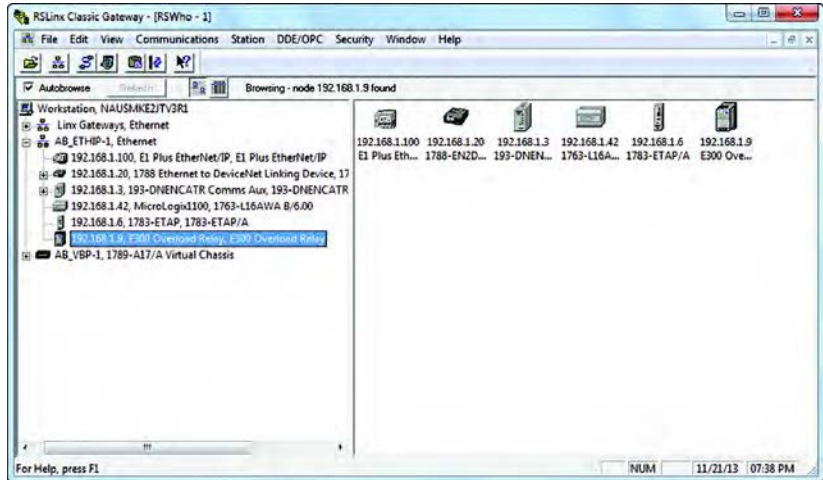 RSLinx Classic Gateway - [RSWho - 1]
File Edit View Communications Station DDE/OPC Security Window Help
Autobrowse Refresh Browsing - node 192.168.1.9 found
Workstation, NAUSMKE2JTV3R1
Linx Gateways, Ethernet
AB_ETHIP-1, Ethernet
192.168.1.100, E1 Plus EtherNet/IP, E1 Plus EtherNet/IP
192.168.1.20, 1788 Ethernet to DeviceNet Linking Device, 17
192.168.1.3, 193-DNENCATR Comms Aux, 193-DNENCATR
192.168.1.42, MicroLogix1100, 1763-L16AWA B/6.00
192.168.1.6, 1783-ETAP, 1783-ETAP/A
192.168.1.9, E300 Overload Relay, E300 Overload Relay
AB_VBP-1, 1789-A17/A Virtual Chassis
192.168.1.100 192.168.1.20 192.168.1.3 192.168.1.42 192.168.1.6 192.168.1.9
E1 Plus Eth... 1788-EN2D... 193-DNEN... 1763-L16A... 1783-ETAP/A E300 Ove...
For Help, press F1 NUM 11/21/13 07:38 PM